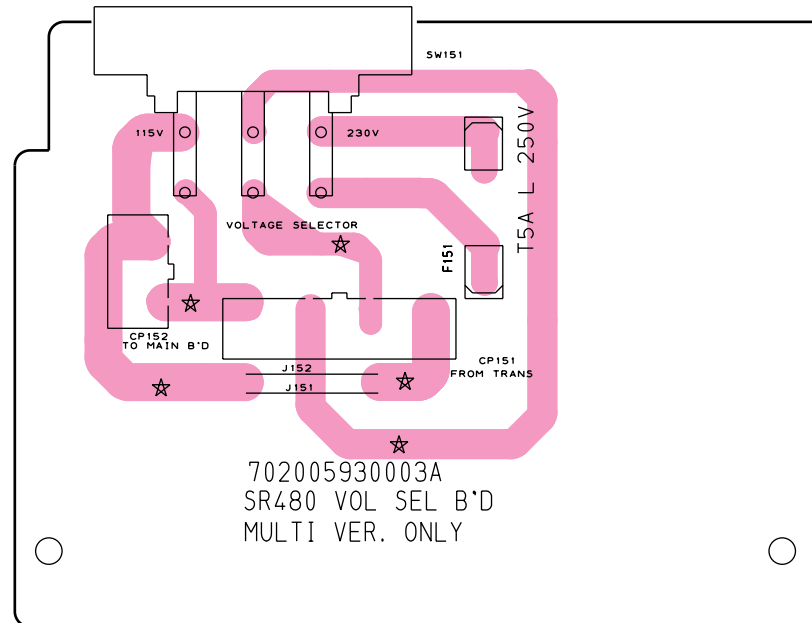 SW151
115V
230V
T5A L 250V
VOLTAGE SELECTOR
F151
CP152
TO MAIN B'D
J152
J151
CP151
FROM TRANS
702005930003A
SR480 VOL SEL B'D
MULTI VER. ONLY